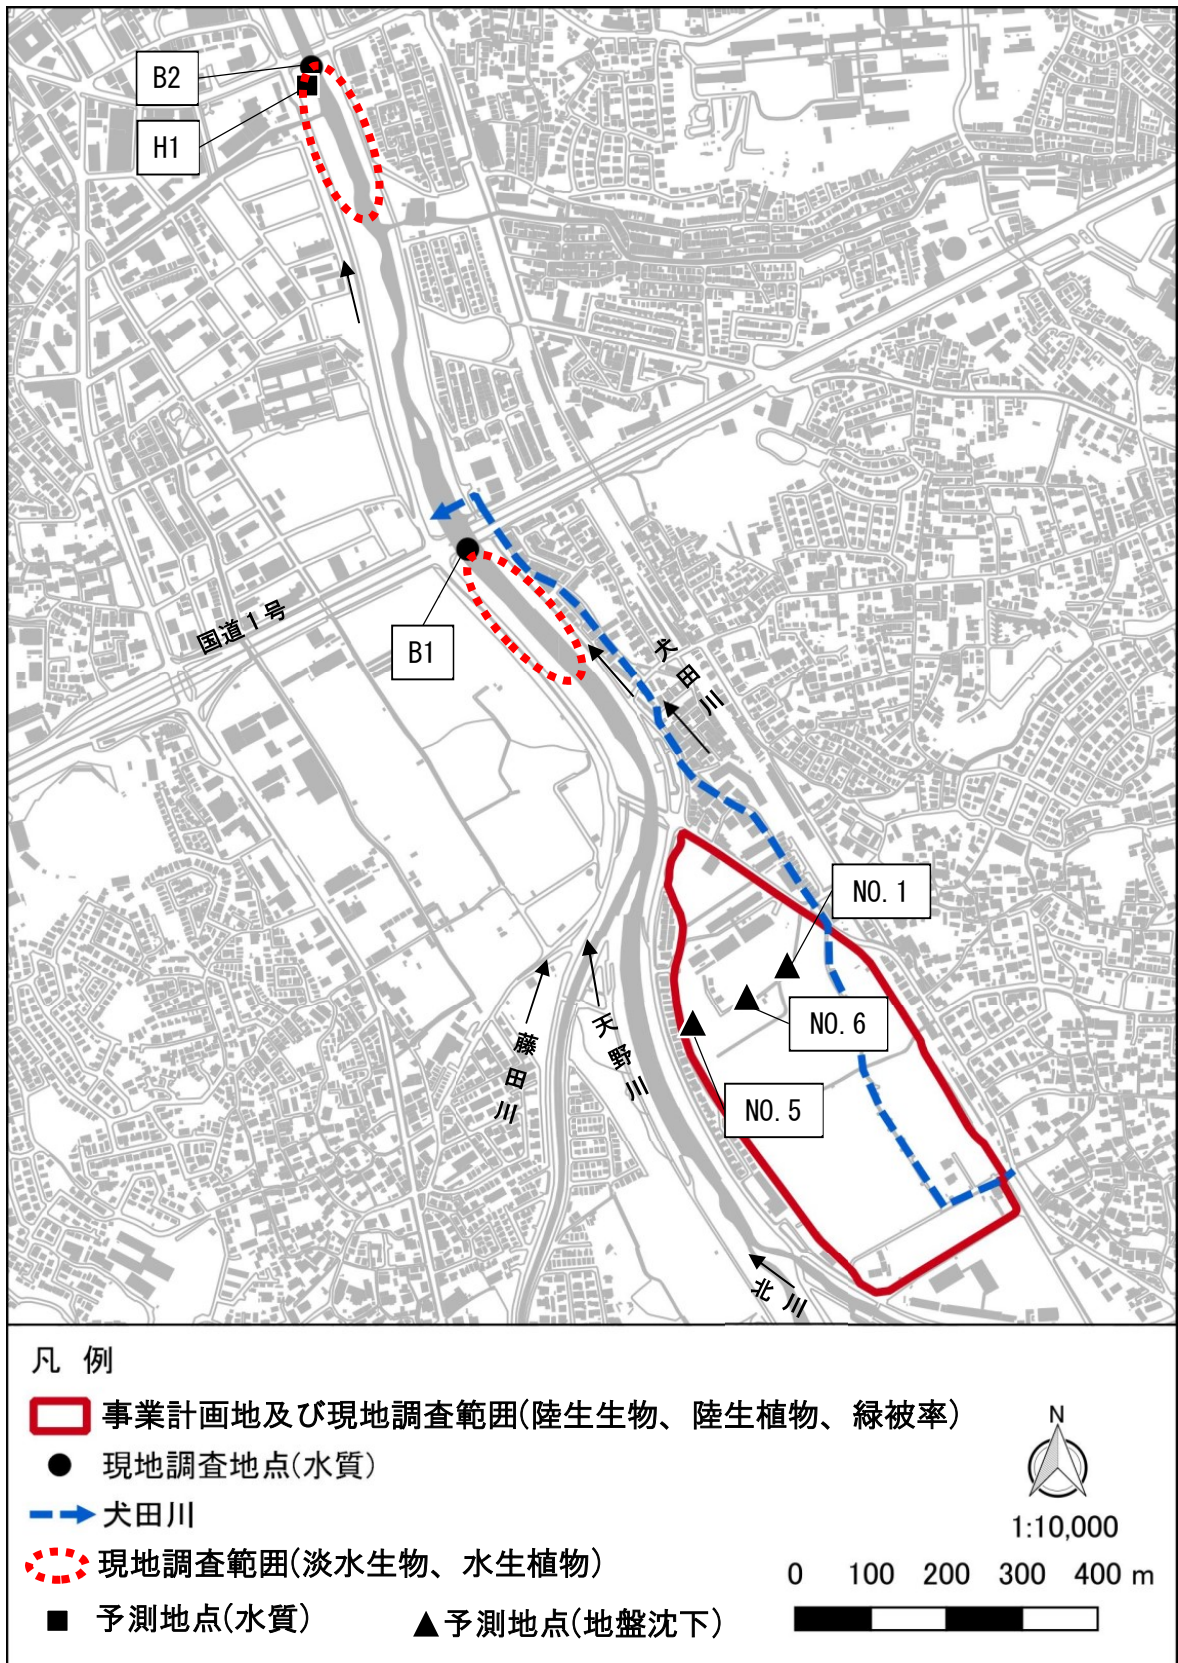 B2
H1
国道1号
B1
犬田川
NO. 1
NO. 6
NO. 5
藤田川
天野川
北川
凡 例
事業計画地及び現地調査範囲(陸生生物、陸生植物、緑被率)
現地調査地点(水質)
犬田川
現地調査範囲(淡水生物、水生植物)
予測地点(水質)
予測地点(地盤沈下)
N
1:10,000
0 100 200 300 400 m